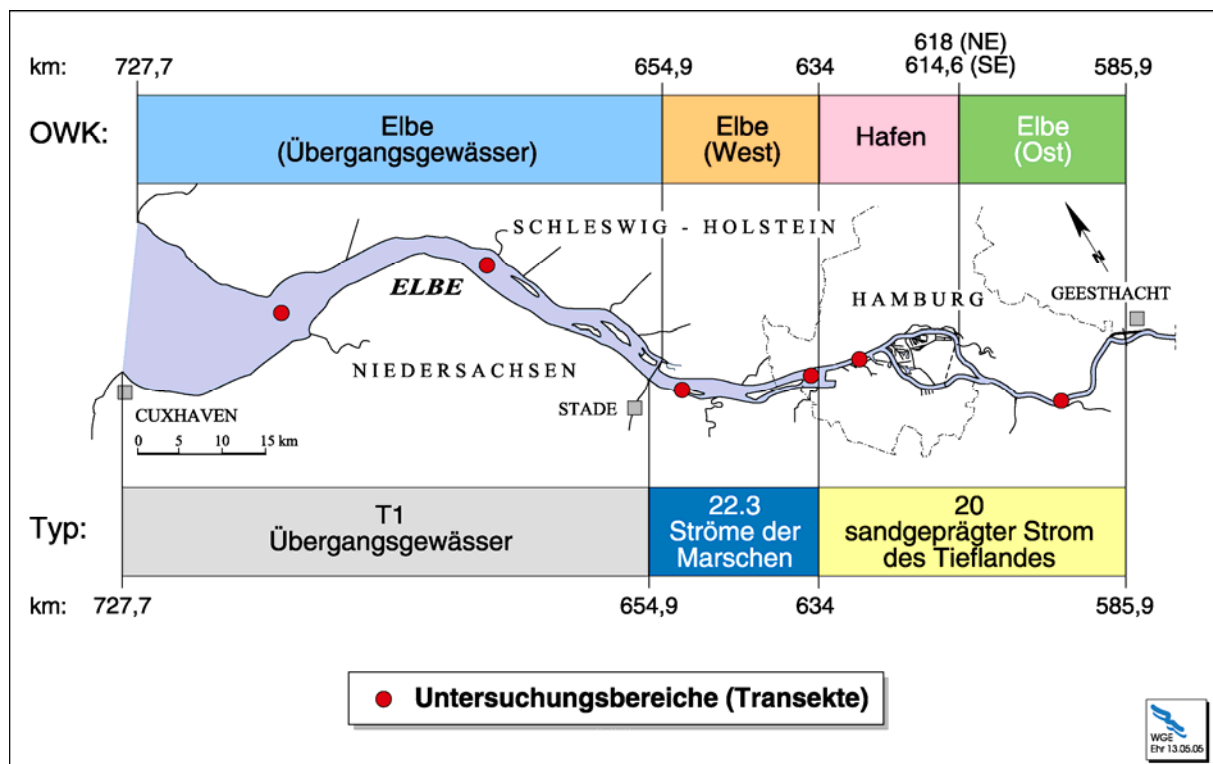 618 (NE)
km: 727,7 654,9 634 614,6 (SE) 585,9
OWK:
Elbe
(Übergangsgewässer)
Elbe
(West)
Hafen
Elbe
(Ost)
SCHLESWIG - HOLSTEIN
N
ELBE
HAMBURG
GEESTHACHT
NIEDERSACHSEN
STADE
CUXHAVEN
0 5 10 15 km
Typ:
T1
Übergangsgewässer
22.3
Ströme der
Marschen
20
sandgeprägter Strom
des Tieflandes
km: 727,7 654,9 634 585,9
Untersuchungsbereiche (Transekte)
WGE
Ehr 13.05.05